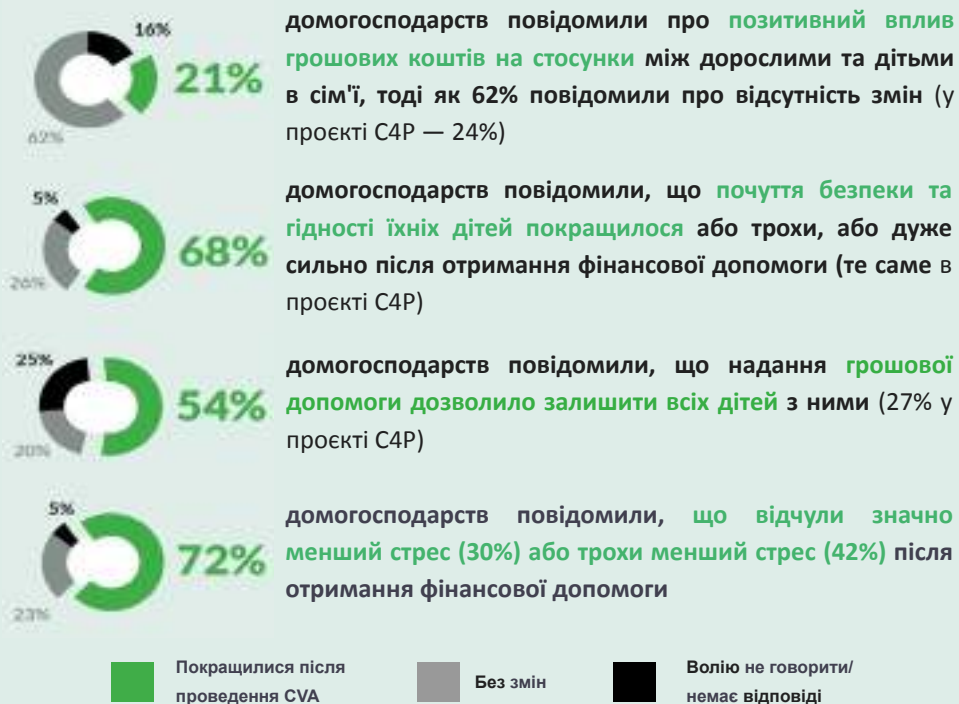 16%
21%
62%
домогосподарств повідомили про позитивний вплив
грошових коштів на стосунки між дорослими та дітьми
в сім'ї, тоді як 62% повідомили про відсутність змін (у
проєкті C4P — 24%)
5%
68%
26%
домогосподарств повідомили, що почуття безпеки та
гідності їхніх дітей покращилося або трохи, або дуже
сильно після отримання фінансової допомоги (те саме в
проєкті C4P)
25%
54%
20%
домогосподарств повідомили, що надання грошової
допомоги дозволило залишити всіх дітей з ними (27% у
проєкті C4P)
5%
72%
23%
домогосподарств повідомили, що відчули значно
менший стрес (30%) або трохи менший стрес (42%) після
отримання фінансової допомоги
Покращилися після
проведення CVA
Без змін
Волію не говорити/
немає відповіді